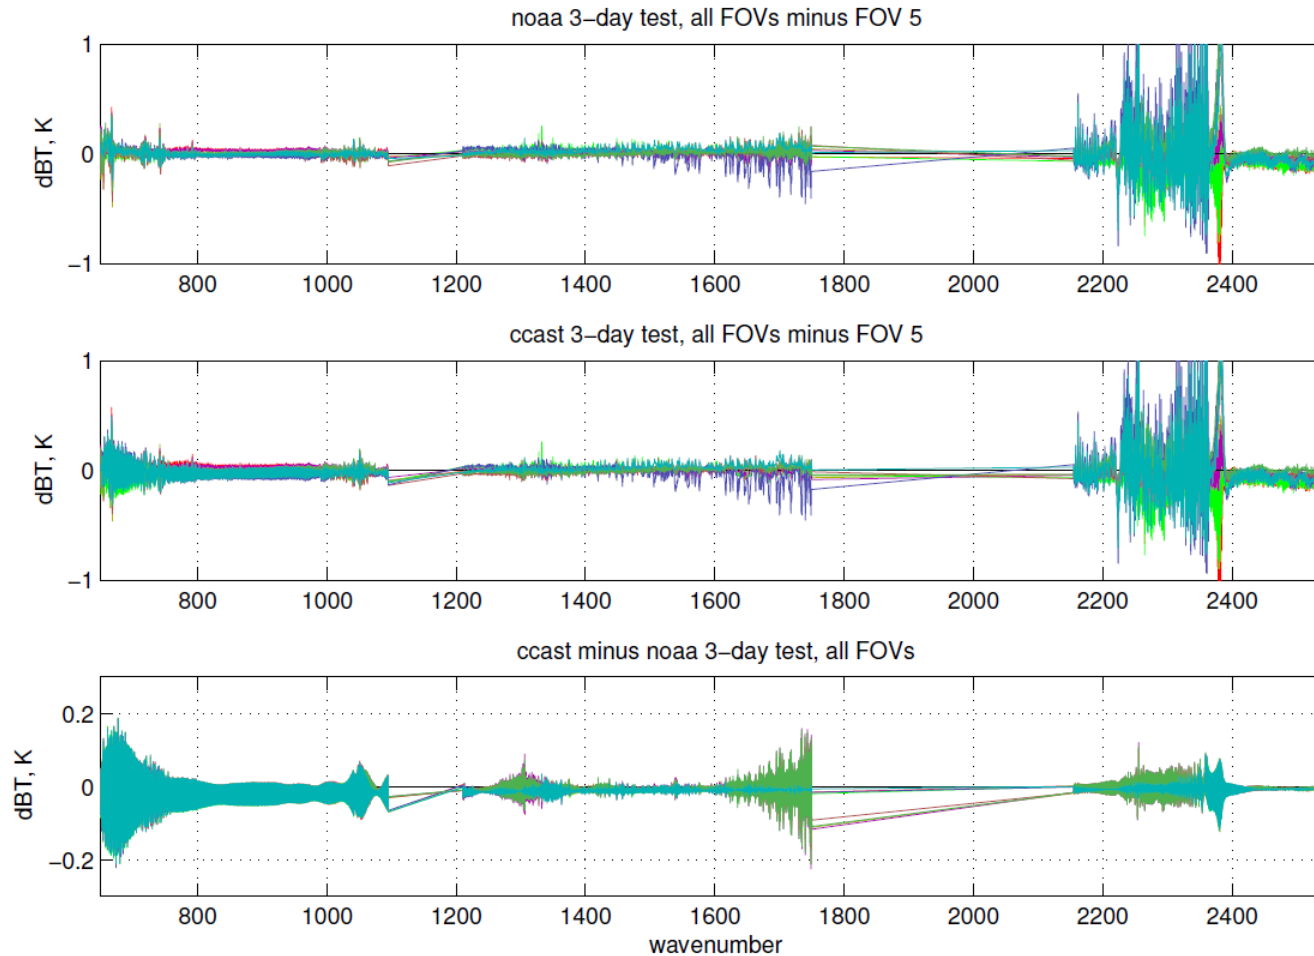 noaa 3−day test, all FOVs minus FOV 5
1
0
−1
dBT, K
800 1000 1200 1400 1600 1800 2000 2200 2400
ccast 3−day test, all FOVs minus FOV 5
1
0
−1
dBT, K
800 1000 1200 1400 1600 1800 2000 2200 2400
ccast minus noaa 3−day test, all FOVs
0.2
0
−0.2
dBT, K
800 1000 1200 1400 1600 1800 2000 2200 2400
wavenumber